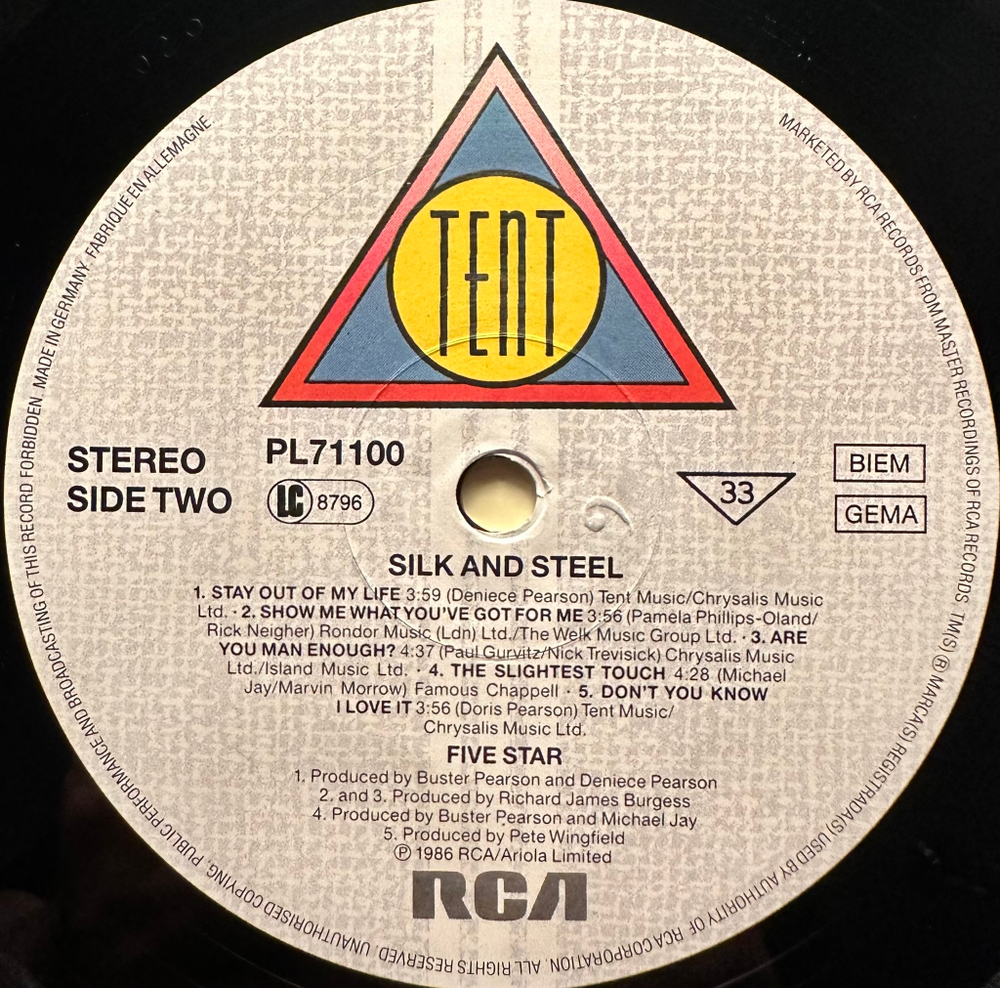 TENT
STEREO
SIDE TWO
PL71100
LC 8796
33
BIEM
GEMA
SILK AND STEEL
1. STAY OUT OF MY LIFE 3:59 (Deniece Pearson) Tent Music/Chrysalis Music
Ltd. · 2. SHOW ME WHAT YOU'VE GOT FOR ME 3:56 (Pamela Phillips-Oland/
Rick Neigher) Rondor Music (Ldn) Ltd./The Welk Music Group Ltd. · 3. ARE
YOU MAN ENOUGH? 4:37 (Paul Gurvitz/Nick Trevisick) Chrysalis Music
Ltd./Island Music Ltd. · 4. THE SLIGHTEST TOUCH 4:28 (Michael
Jay/Marvin Morrow) Famous Chappell · 5. DON'T YOU KNOW
I LOVE IT 3:56 (Doris Pearson) Tent Music/
Chrysalis Music Ltd.
FIVE STAR
1. Produced by Buster Pearson and Deniece Pearson
2. and 3. Produced by Richard James Burgess
4. Produced by Buster Pearson and Michael Jay
5. Produced by Pete Wingfield
℗ 1986 RCA/Ariola Limited
RCA
MARKETED BY RCA RECORDS FROM MASTER RECORDINGS OF RCA RECORDS. TM(S) ® MARCA(S) REGISTRADA(S) USED BY AUTHORITY OF RCA CORPORATION. ALL RIGHTS RESERVED. UNAUTHORISED COPYING, PUBLIC PERFORMANCE AND BROADCASTING OF THIS RECORD FORBIDDEN. MADE IN GERMANY. FABRIQUÉ EN ALLEMAGNE.